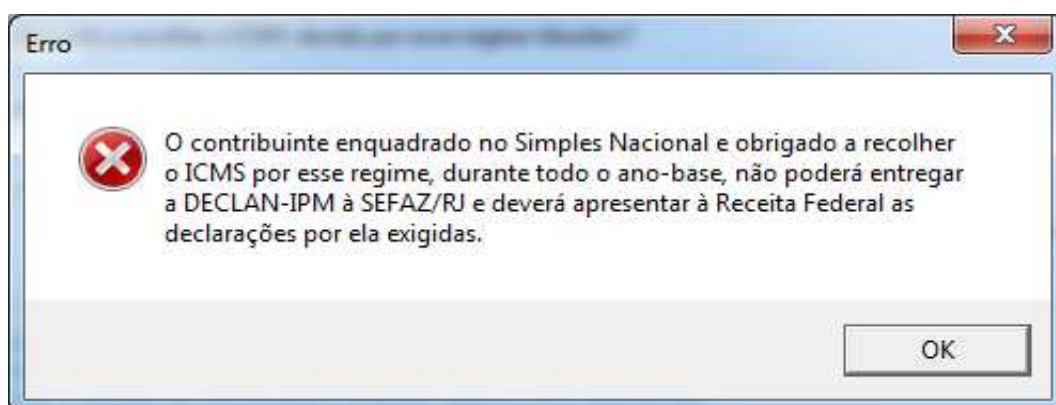 Erro
O contribuinte enquadrado no Simples Nacional e obrigado a recolher
o ICMS por esse regime, durante todo o ano-base, não poderá entregar
a DECLAN-IPM à SEFAZ/RJ e deverá apresentar à Receita Federal as
declarações por ela exigidas.
OK